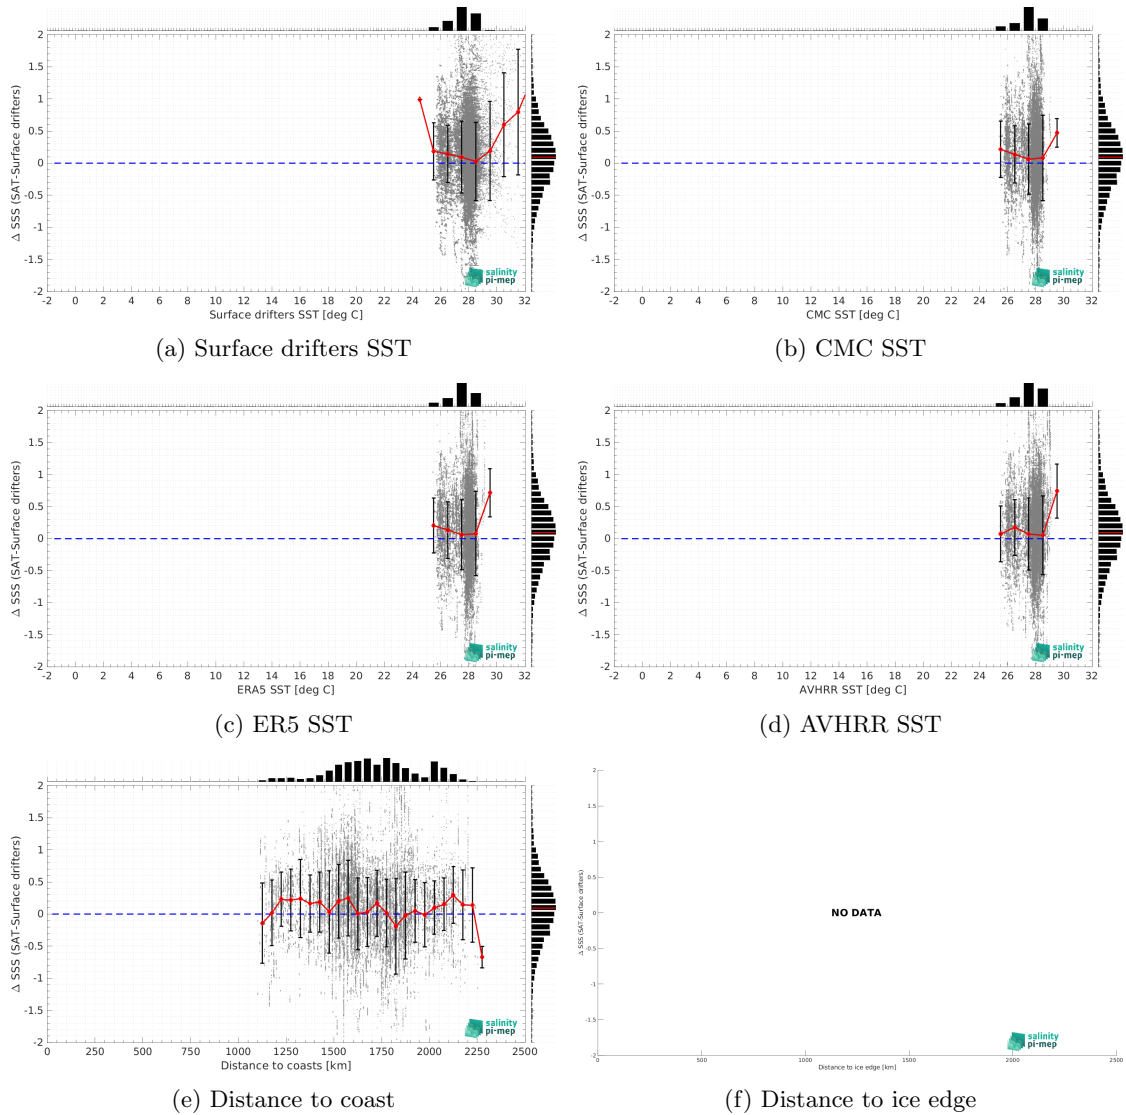 2
1.5
1
0.5
0
-0.5
-1
-1.5
-2
Δ SSS (SAT-Surface drifters)
salinity
pi-mep
-2 0 2 4 6 8 10 12 14 16 18 20 22 24 26 28 30 32
Surface drifters SST [deg C]
(a) Surface drifters SST
2
1.5
1
0.5
0
-0.5
-1
-1.5
-2
Δ SSS (SAT-Surface drifters)
salinity
pi-mep
-2 0 2 4 6 8 10 12 14 16 18 20 22 24 26 28 30 32
CMC SST [deg C]
(b) CMC SST
2
1.5
1
0.5
0
-0.5
-1
-1.5
-2
Δ SSS (SAT-Surface drifters)
salinity
pi-mep
-2 0 2 4 6 8 10 12 14 16 18 20 22 24 26 28 30 32
ERA5 SST [deg C]
(c) ER5 SST
2
1.5
1
0.5
0
-0.5
-1
-1.5
-2
Δ SSS (SAT-Surface drifters)
salinity
pi-mep
-2 0 2 4 6 8 10 12 14 16 18 20 22 24 26 28 30 32
AVHRR SST [deg C]
(d) AVHRR SST
2
1.5
1
0.5
0
-0.5
-1
-1.5
-2
Δ SSS (SAT-Surface drifters)
salinity
pi-mep
0 250 500 750 1000 1250 1500 1750 2000 2250 2500
Distance to coasts [km]
(e) Distance to coast
2
1.5
1
0.5
0
-0.5
-1
-1.5
-2
Δ SSS (SAT-Surface drifters)
NO DATA
salinity
pi-mep
0 500 1000 1500 2000 2500
Distance to ice edge [km]
(f) Distance to ice edge